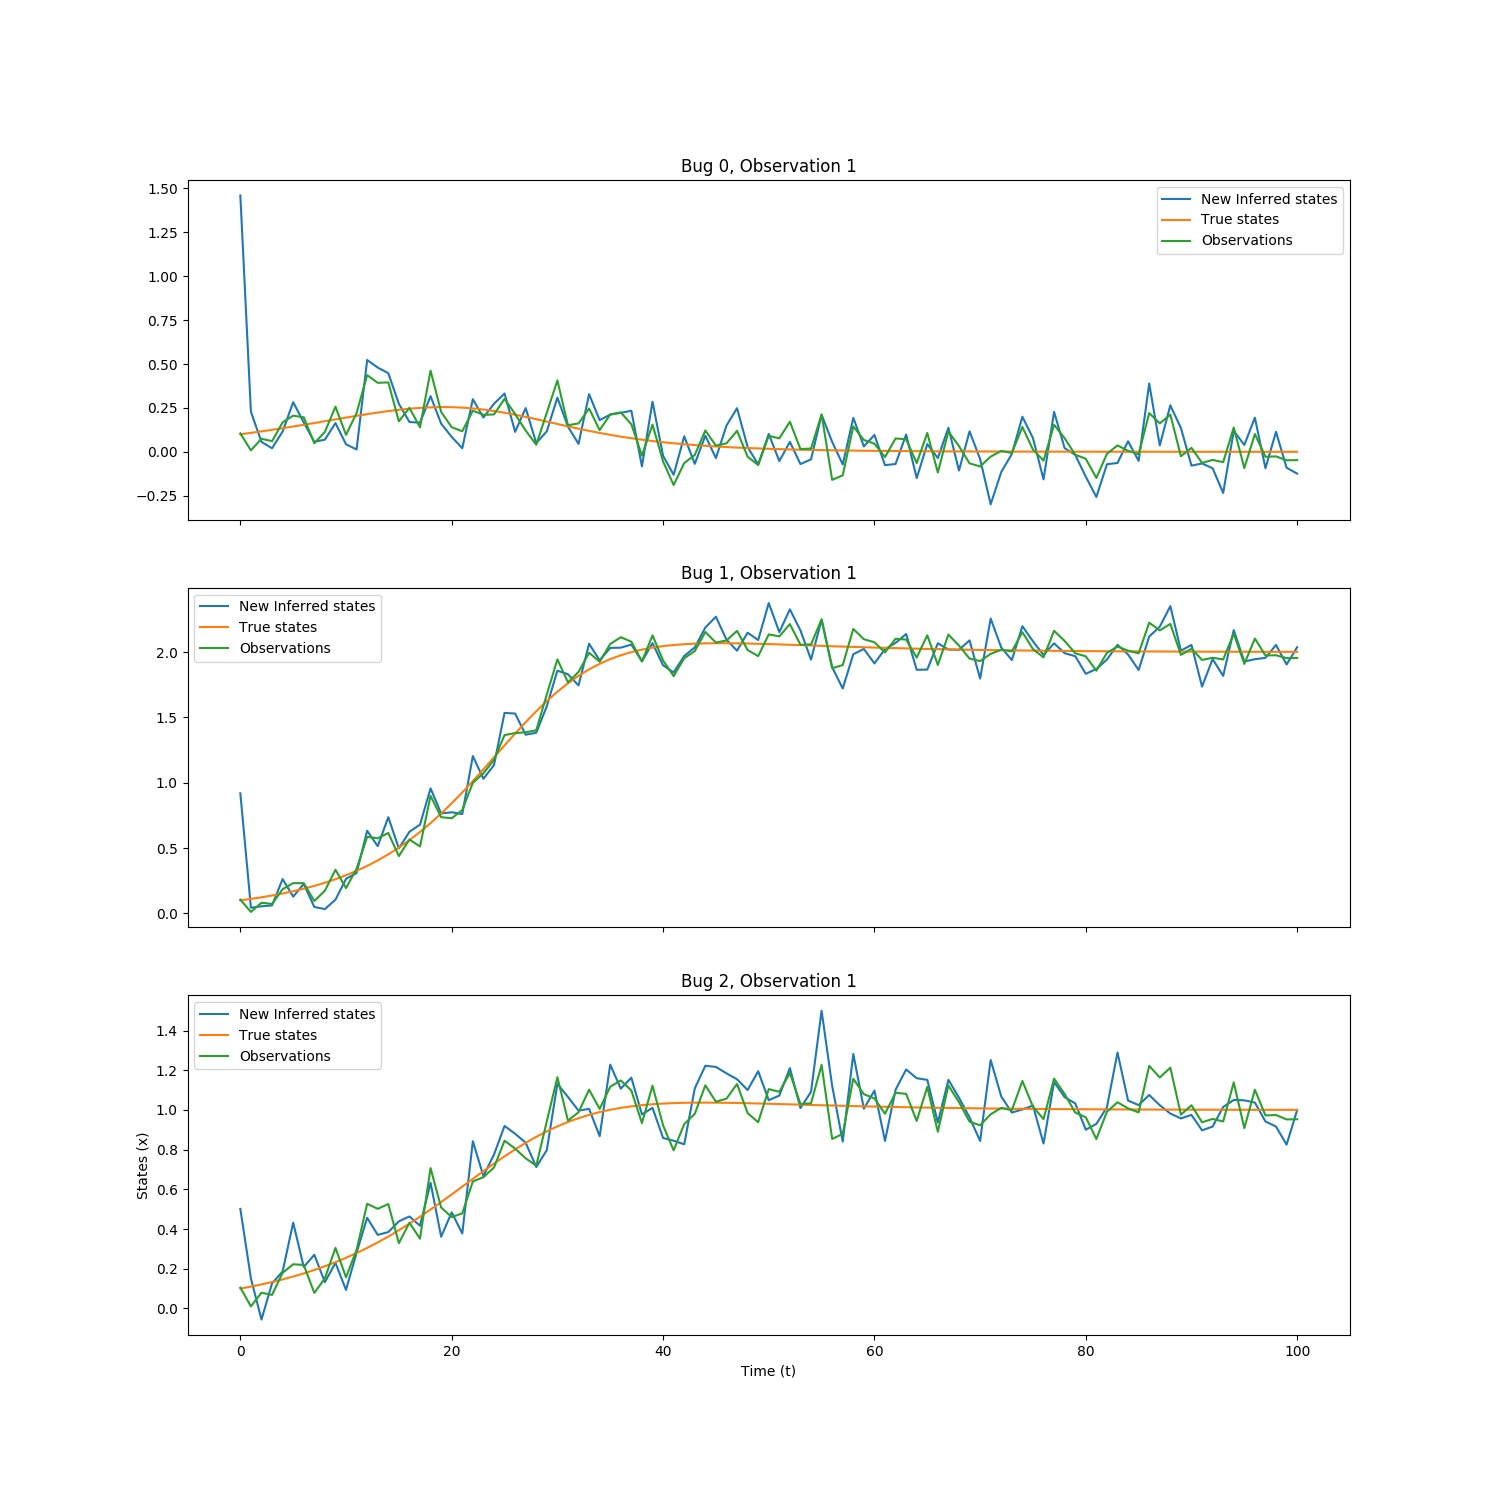 Bug 0, Observation 1
1.50
1.25
1.00
0.75
0.50
0.25
0.00
−0.25
New Inferred states
True states
Observations
Bug 1, Observation 1
2.0
1.5
1.0
0.5
0.0
New Inferred states
True states
Observations
Bug 2, Observation 1
1.4
1.2
1.0
0.8
0.6
0.4
0.2
0.0
States (x)
New Inferred states
True states
Observations
0 20 40 60 80 100
Time (t)